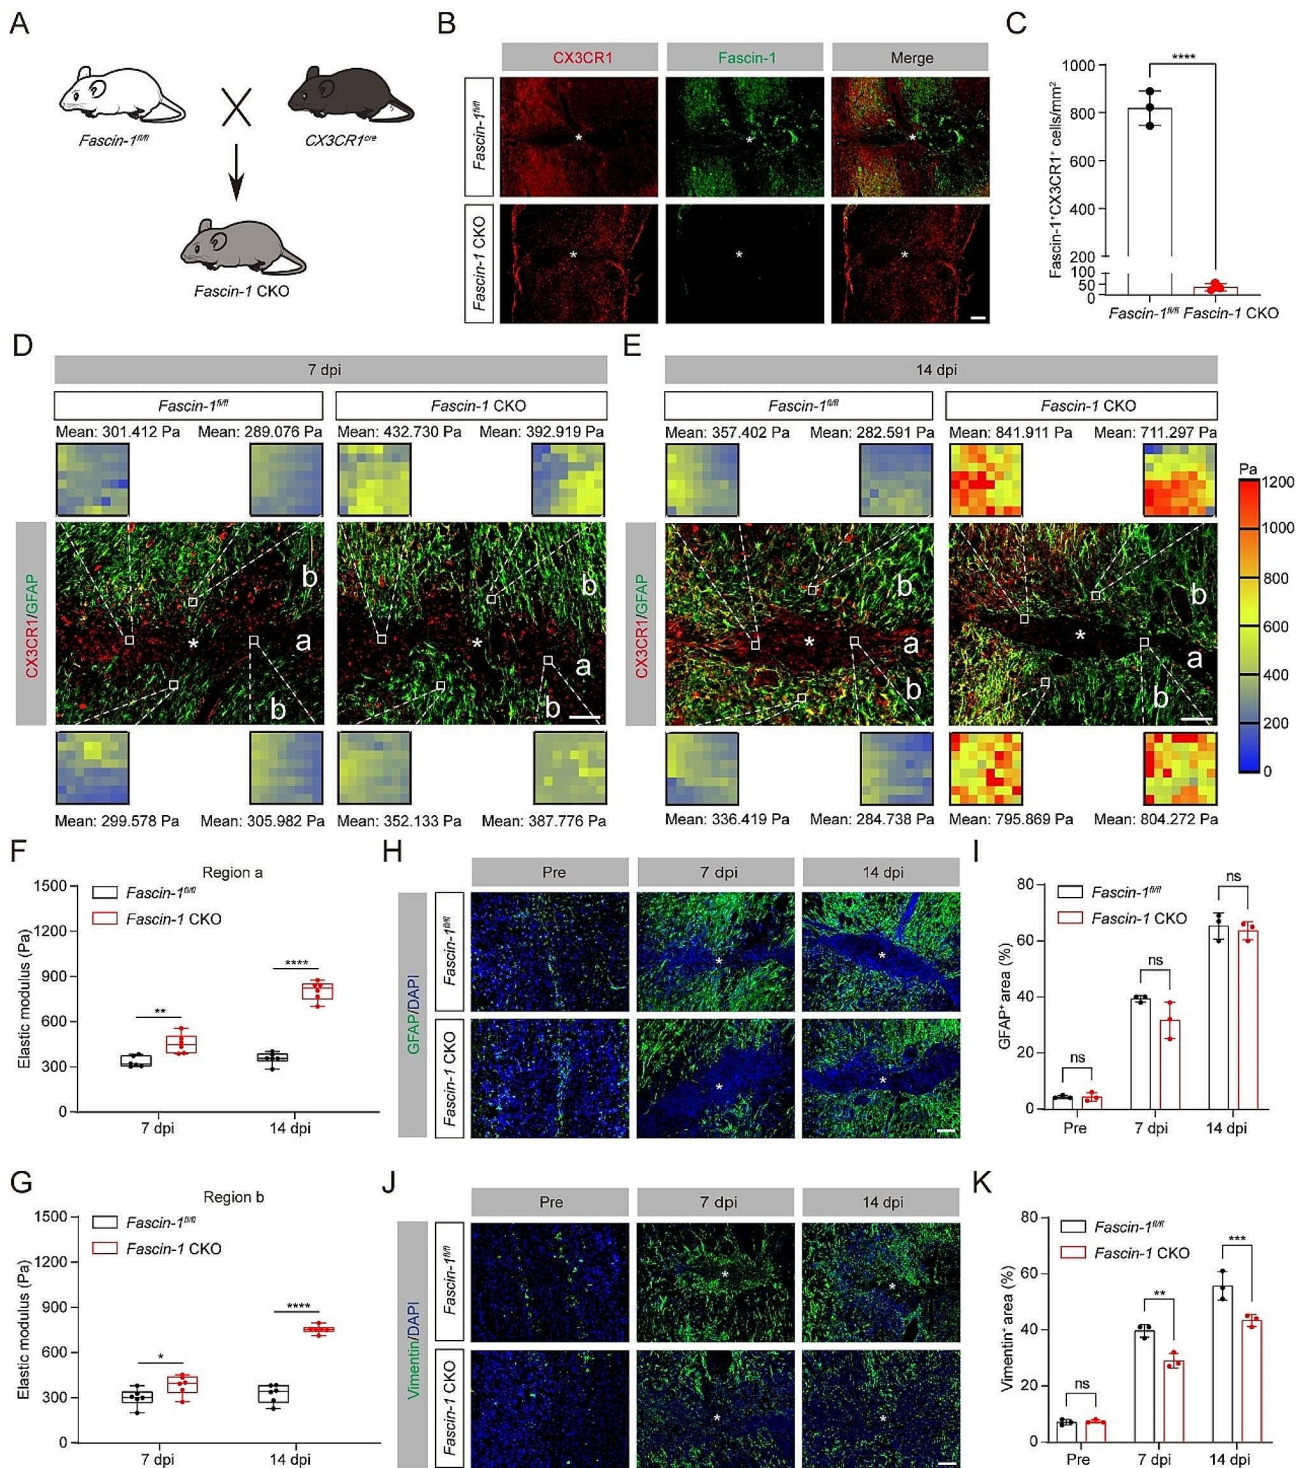 A
Fascin-1fl/fl
CX3CR1cre
Fascin-1 CKO
B
CX3CR1
Fascin-1
Merge
Fascin-1fl/fl
Fascin-1 CKO
*
*
*
*
*
*
C
Fascin-1+CX3CR1+ cells/mm2
1000
800
600
400
200
100
50
0
****
Fascin-1fl/fl Fascin-1 CKO
D
7 dpi
Fascin-1fl/fl
Fascin-1 CKO
Mean: 301.412 Pa
Mean: 289.076 Pa
Mean: 432.730 Pa
Mean: 392.919 Pa
CX3CR1/GFAP
b
a
b
*
b
a
b
*
Mean: 299.578 Pa
Mean: 305.982 Pa
Mean: 352.133 Pa
Mean: 387.776 Pa
E
14 dpi
Fascin-1fl/fl
Fascin-1 CKO
Mean: 357.402 Pa
Mean: 282.591 Pa
Mean: 841.911 Pa
Mean: 711.297 Pa
CX3CR1/GFAP
b
a
b
*
b
a
b
*
Mean: 336.419 Pa
Mean: 284.738 Pa
Mean: 795.869 Pa
Mean: 804.272 Pa
Pa
1200
1000
800
600
400
200
0
F
Region a
Elastic modulus (Pa)
1500
1200
900
600
300
0
Fascin-1fl/fl
Fascin-1 CKO
**
****
7 dpi
14 dpi
H
Pre
7 dpi
14 dpi
GFAP/DAPI
Fascin-1fl/fl
Fascin-1 CKO
*
*
*
*
I
GFAP+ area (%)
80
60
40
20
0
Fascin-1fl/fl
Fascin-1 CKO
ns
ns
ns
Pre
7 dpi
14 dpi
G
Region b
Elastic modulus (Pa)
1500
1200
900
600
300
0
Fascin-1fl/fl
Fascin-1 CKO
*
****
7 dpi
14 dpi
J
Pre
7 dpi
14 dpi
Vimentin/DAPI
Fascin-1fl/fl
Fascin-1 CKO
*
*
*
*
K
Vimentin+ area (%)
80
60
40
20
0
Fascin-1fl/fl
Fascin-1 CKO
ns
**
***
Pre
7 dpi
14 dpi